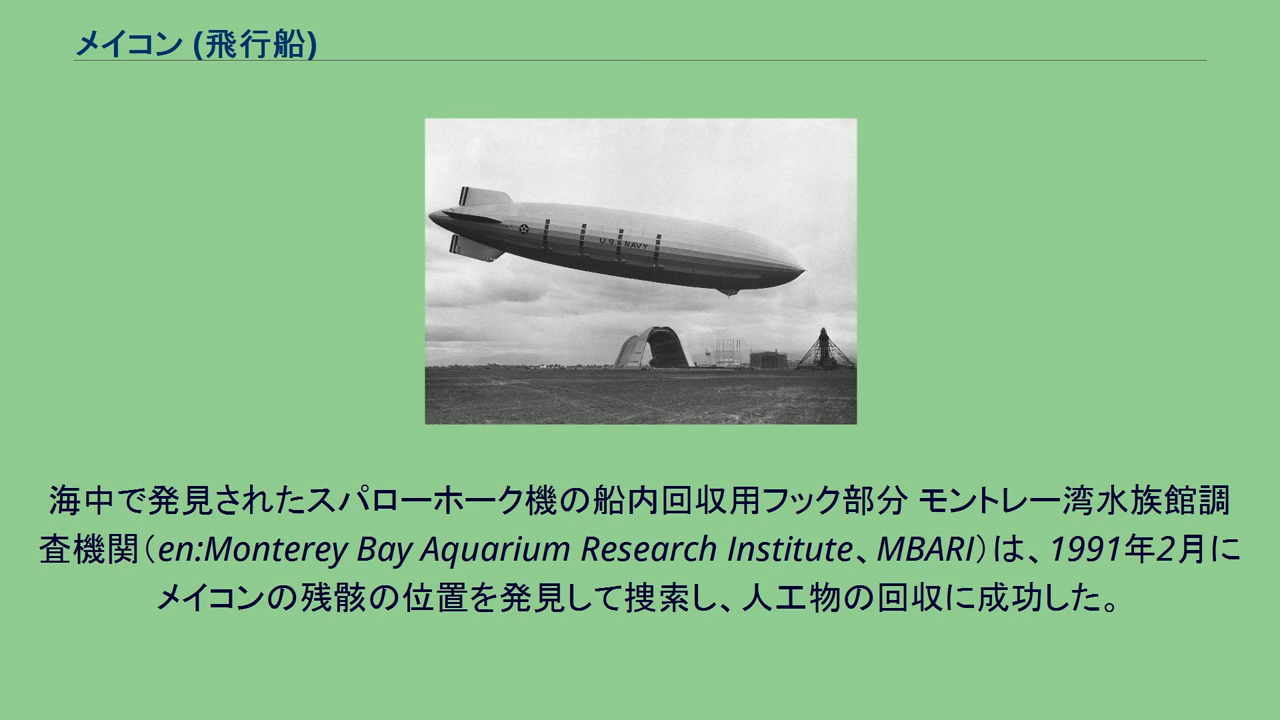 メイコン (飛行船)
U.S. NAVY
海中で発見されたスパローホーク機の船内回収用フック部分 モントレー湾水族館調
査機関（en:Monterey Bay Aquarium Research Institute、MBARI）は、1991年2月に
メイコンの残骸の位置を発見して捜索し、人工物の回収に成功した。